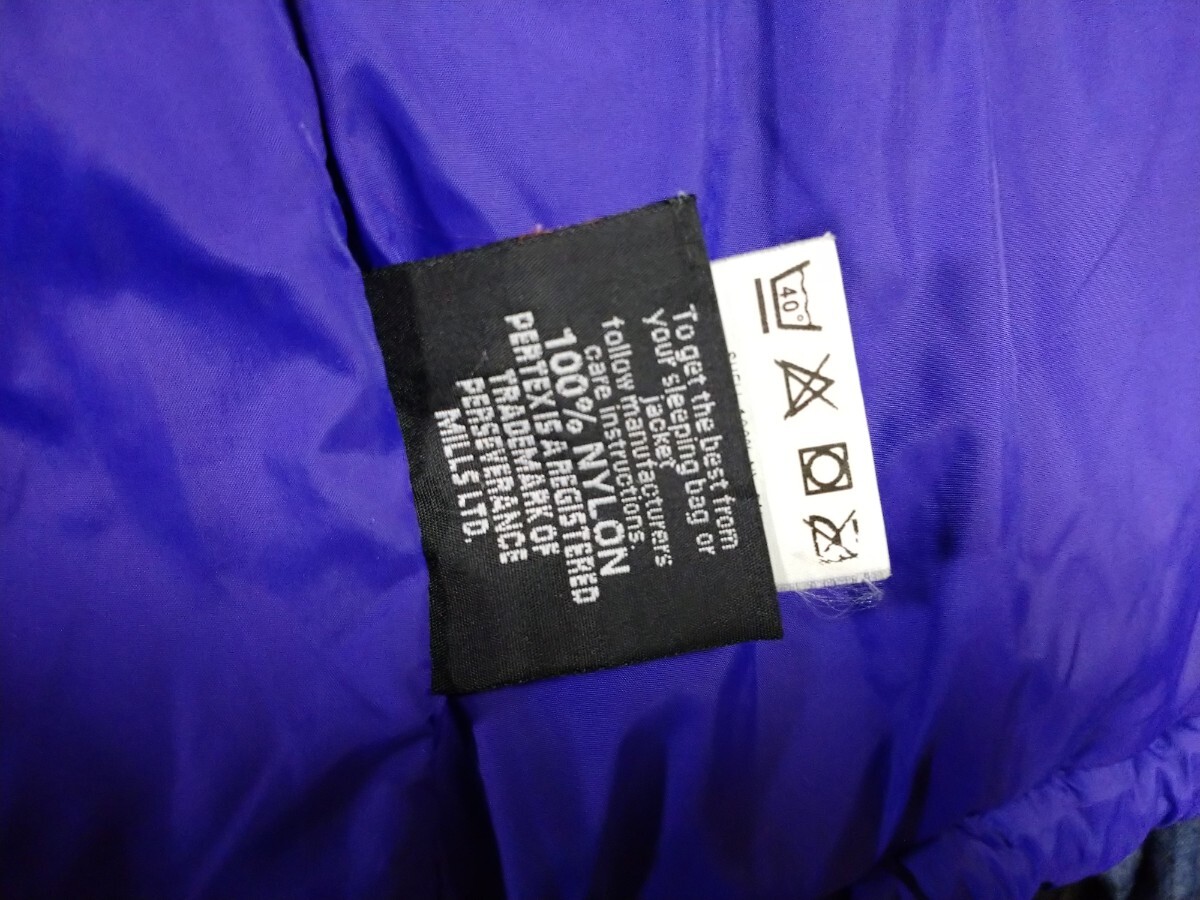 To get the best from
your sleeping bag or
jacket
follow manufacturers
care instructions.
100% NYLON
PERTEX IS A REGISTERED
TRADEMARK OF
PERSEVERANCE
MILLS LTD.
40°